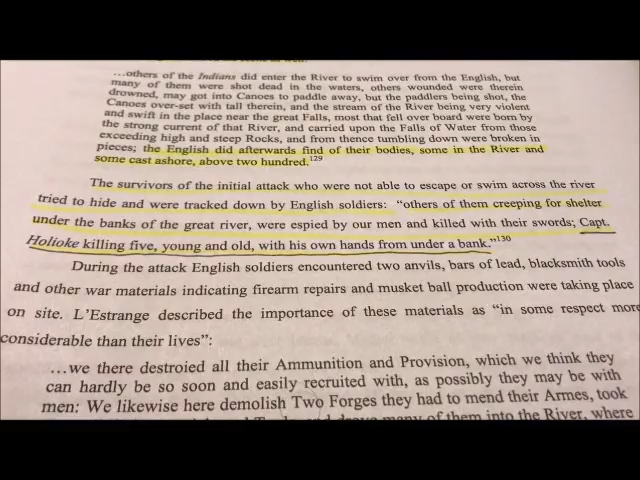 ...others of the Indians did enter the River to swim over from the English, but
many of them were shot dead in the waters, others wounded were therein
drowned, may got into Canoes to paddle away, but the paddlers being shot, the
Canoes over-set with tall therein, and the stream of the River being very violent
and swift in the place near the great Falls, most that fell over board were born by
the strong current of that River, and carried upon the Falls of Water from those
exceeding high and steep Rocks, and from thence tumbling down were broken in
pieces; the English did afterwards find of their bodies, some in the River and
some cast ashore, above two hundred.129
The survivors of the initial attack who were not able to escape or swim across the river
tried to hide and were tracked down by English soldiers: "others of them creeping for shelter
under the banks of the great river, were espied by our men and killed with their swords; Capt.
Holioke killing five, young and old, with his own hands from under a bank."130
During the attack English soldiers encountered two anvils, bars of lead, blacksmith tools
and other war materials indicating firearm repairs and musket ball production were taking place
on site. L'Estrange described the importance of these materials as "in some respect more
considerable than their lives":
...we there destroied all their Ammunition and Provision, which we think they
can hardly be so soon and easily recruited with, as possibly they may be with
men: We likewise here demolish Two Forges they had to mend their Armes, took
many of them into the River, where